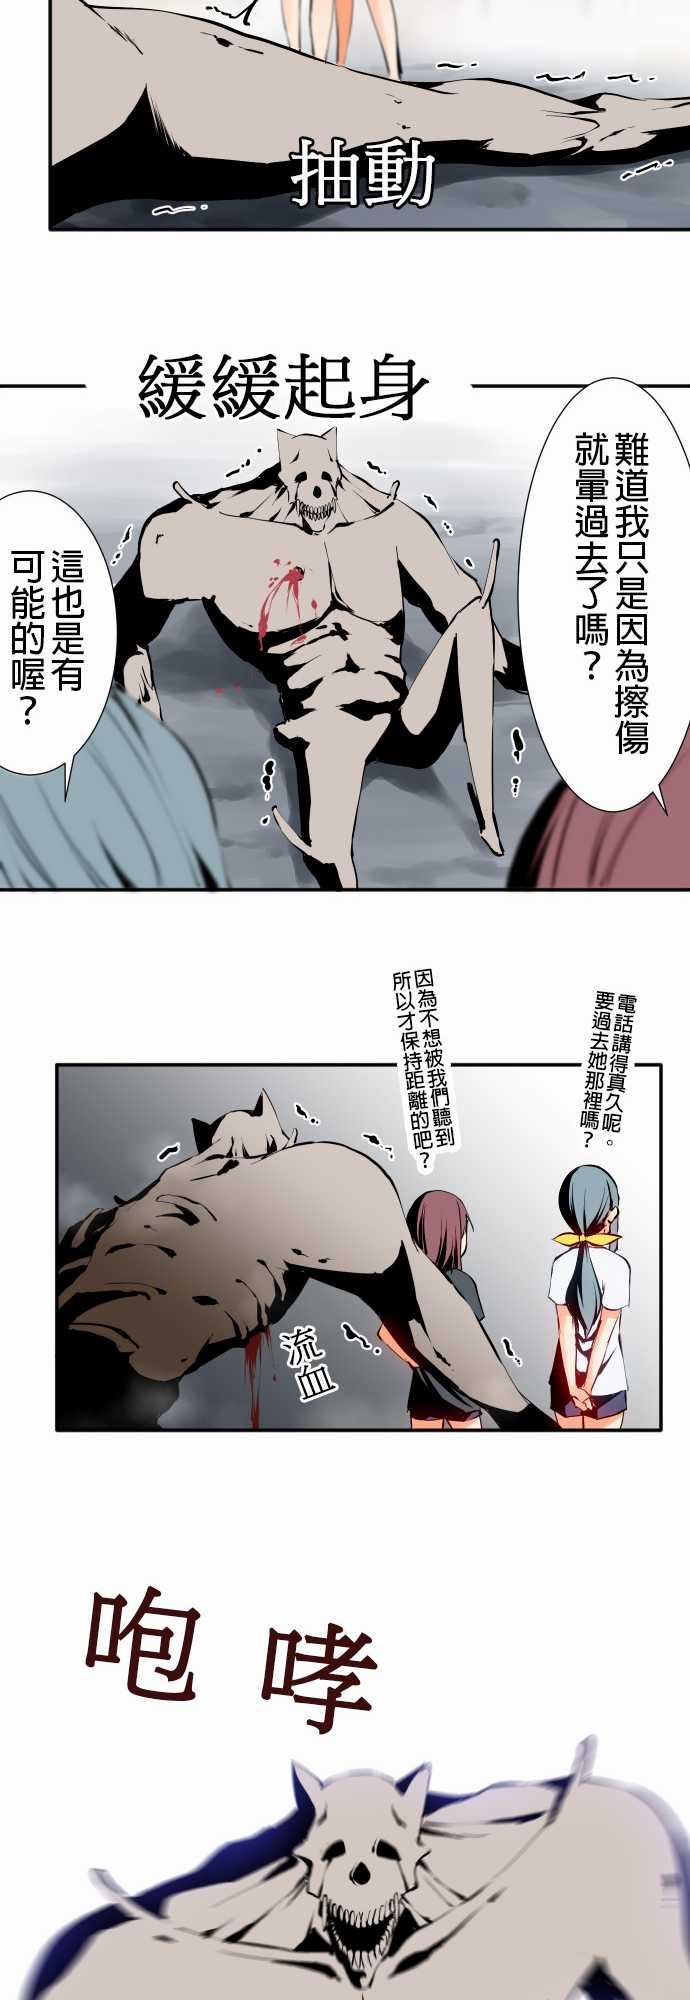 抽動
緩緩起身
難道我只是因為擦傷
就暈過去了嗎？
這也是有
可能的喔？
電話講得真久呢。
要過去她那裡嗎？
因為不想被我們聽到
所以才保持距離的吧？
流血
咆哮